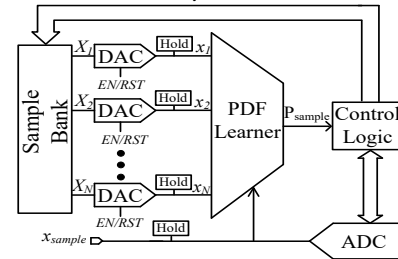 Sample Bank
X1
DAC
EN/RST
Hold
x1
X2
DAC
EN/RST
Hold
x2
XN
DAC
EN/RST
Hold
xN
PDF
Learner
Psample
Control
Logic
xsample
Hold
ADC